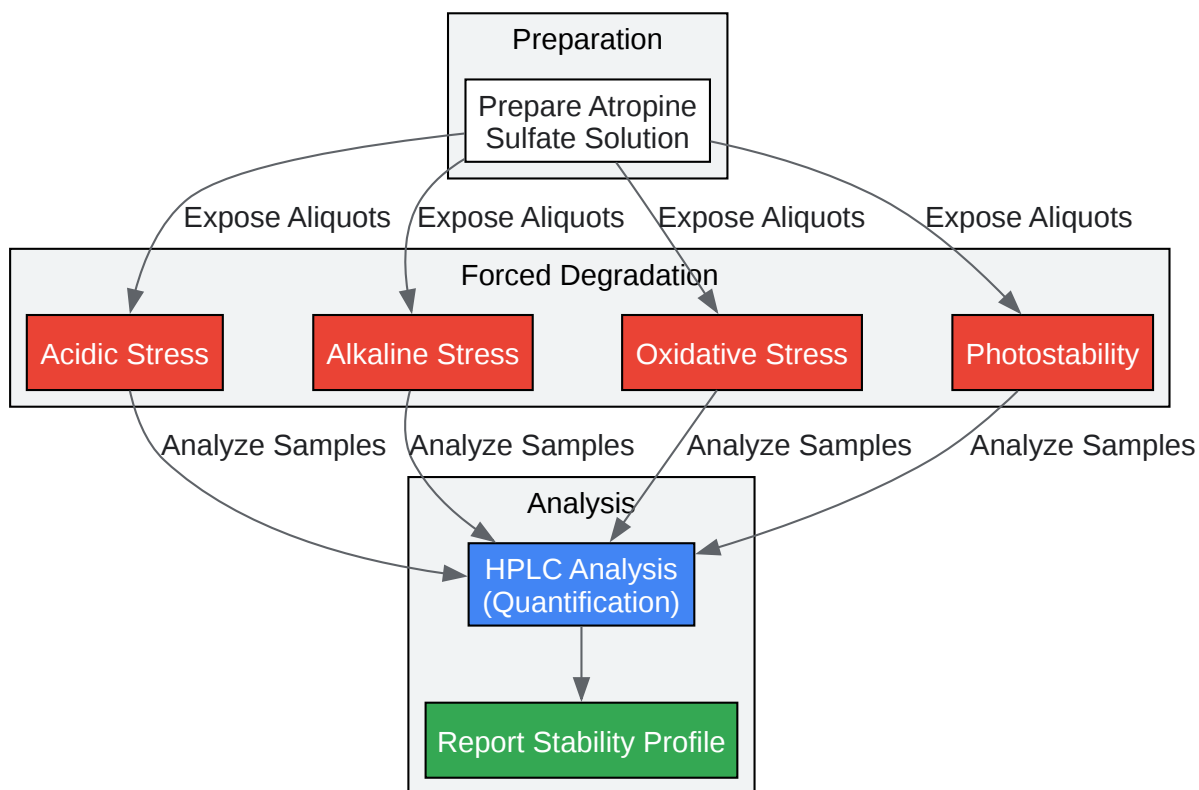 Preparation
Prepare Atropine
Sulfate Solution
Expose Aliquots
Expose Aliquots
Expose Aliquots
Expose Aliquots
Forced Degradation
Acidic Stress
Alkaline Stress
Oxidative Stress
Photostability
Analyze Samples
Analyze Samples
Analyze Samples
Analyze Samples
Analysis
HPLC Analysis
(Quantification)
Report Stability Profile